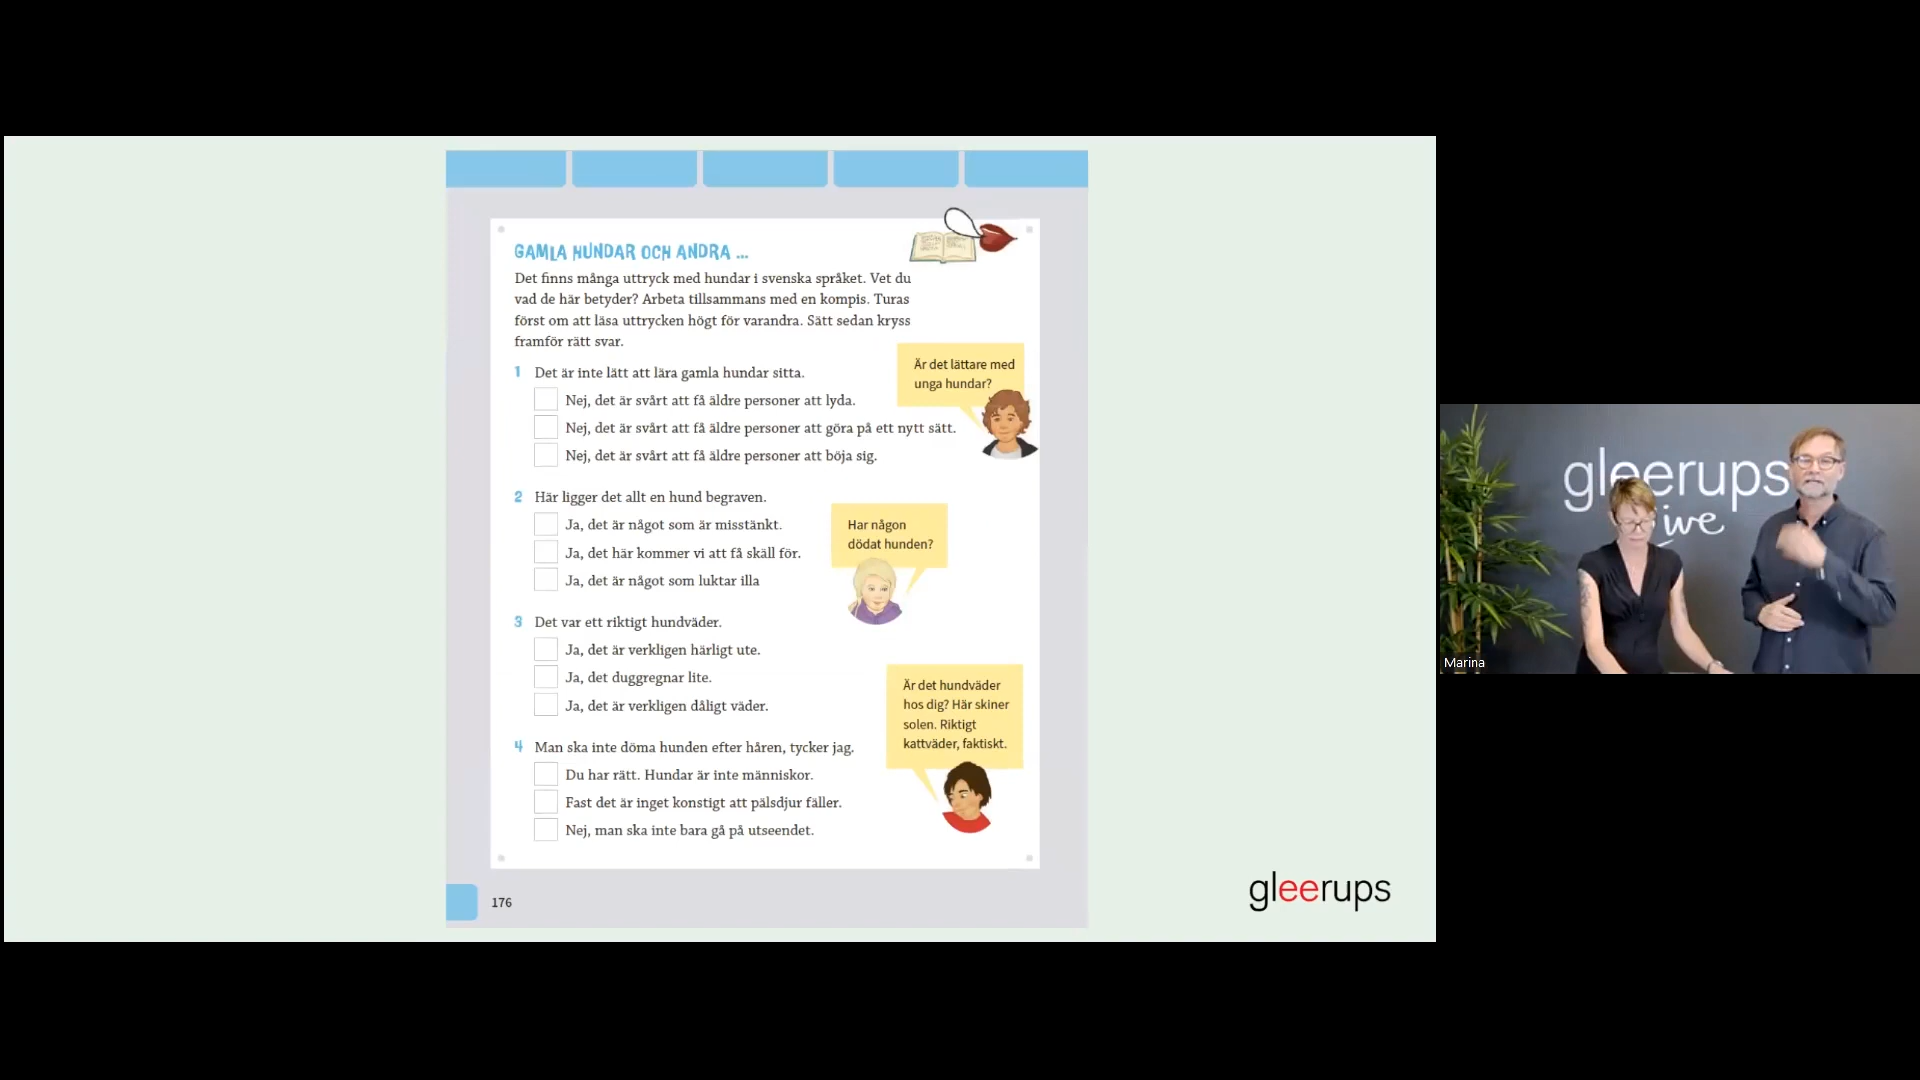 GAMLA HUNDAR OCH ANDRA ...
Det finns många uttryck med hundar i svenska språket. Vet du
vad de här betyder? Arbeta tillsammans med en kompis. Turas
först om att läsa uttrycken högt för varandra. Sätt sedan kryss
framför rätt svar.
Är det lättare med
unga hundar?
1 Det är inte lätt att lära gamla hundar sitta.
Nej, det är svårt att få äldre personer att lyda.
Nej, det är svårt att få äldre personer att göra på ett nytt sätt.
Nej, det är svårt att få äldre personer att böja sig.
2 Här ligger det allt en hund begraven.
Ja, det är något som är misstänkt.
Ja, det här kommer vi att få skäll för.
Ja, det är något som luktar illa
Har någon
dödat hunden?
3 Det var ett riktigt hundväder.
Ja, det är verkligen härligt ute.
Ja, det duggregnar lite.
Ja, det är verkligen dåligt väder.
Är det hundväder
hos dig? Här skiner
solen. Riktigt
kattväder, faktiskt.
4 Man ska inte döma hunden efter håren, tycker jag.
Du har rätt. Hundar är inte människor.
Fast det är inget konstigt att pälsdjur fäller.
Nej, man ska inte bara gå på utseendet.
176
gleerups
gleerups
Marina